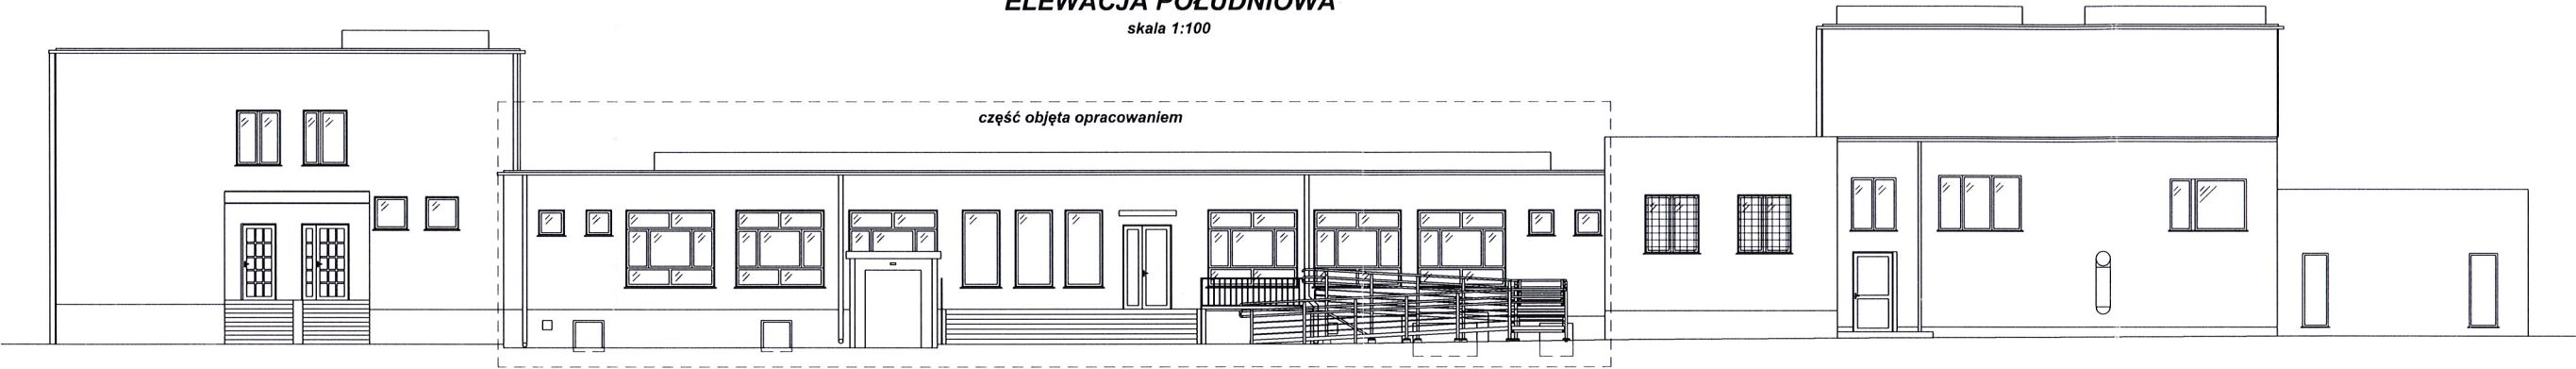 ELEWACJA POŁUDNIOWA
skala 1:100
część objęta opracowaniem